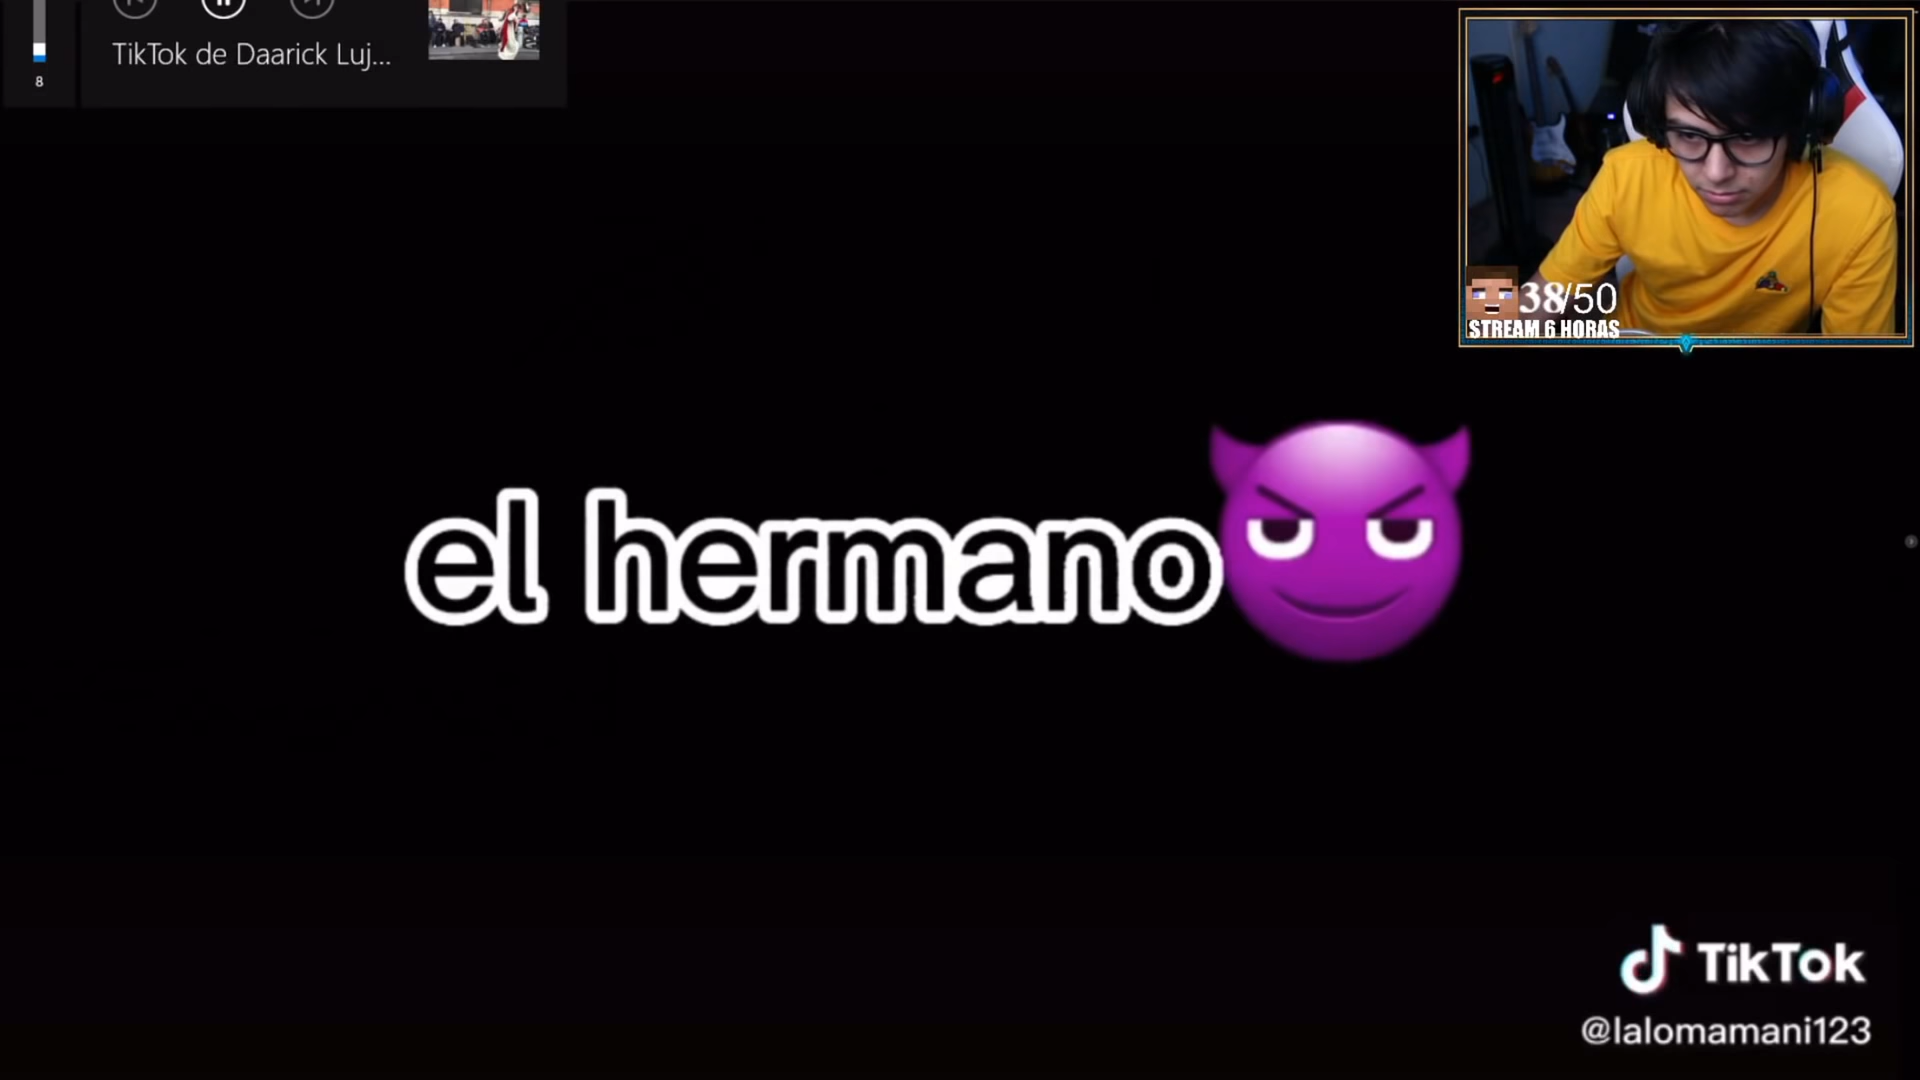 TikTok de Daarick Luj...
8
38/50
STREAM 6 HORAS
el hermano😈
TikTok
@lalomamani123